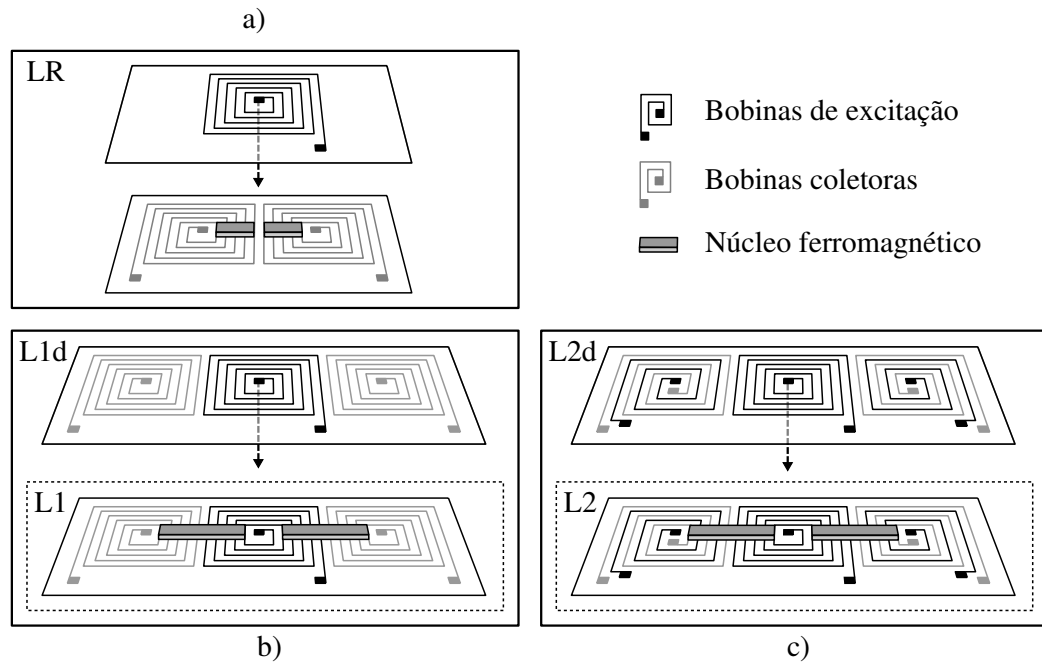 a)
LR
Bobinas de excitação
Bobinas coletoras
Núcleo ferromagnético
L1d
L2d
L1
L2
b)
c)